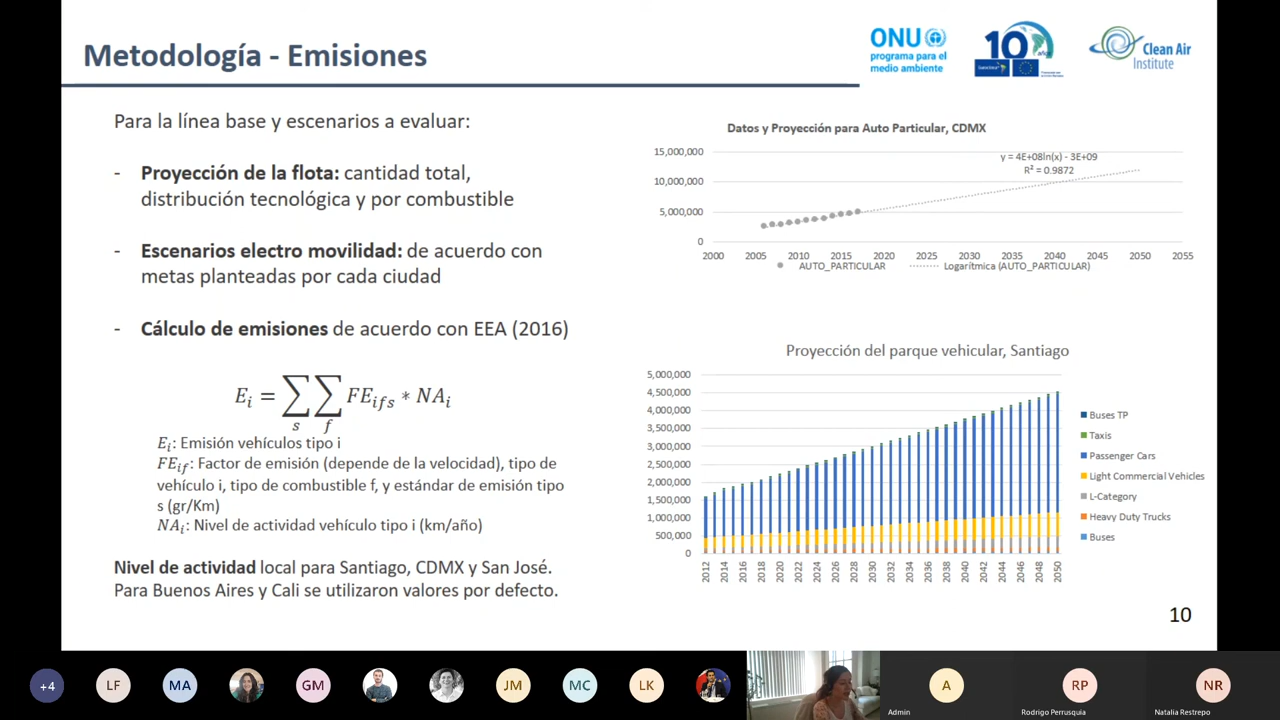 Metodología - Emisiones
ONU
programa para el
medio ambiente
10
años
Clean Air
Institute
Para la línea base y escenarios a evaluar:
- Proyección de la flota: cantidad total,
distribución tecnológica y por combustible
- Escenarios electro movilidad: de acuerdo con
metas planteadas por cada ciudad
- Cálculo de emisiones de acuerdo con EEA (2016)
E_i = ∑_s ∑_f FE_ifs * NA_i
E_i: Emisión vehículos tipo i
FE_if: Factor de emisión (depende de la velocidad), tipo de
vehículo i, tipo de combustible f, y estándar de emisión tipo
s (gr/Km)
NA_i: Nivel de actividad vehículo tipo i (km/año)
Nivel de actividad local para Santiago, CDMX y San José.
Para Buenos Aires y Cali se utilizaron valores por defecto.
Datos y Proyección para Auto Particular, CDMX
15,000,000
10,000,000
5,000,000
0
y = 4E+08ln(x) - 3E+09
R² = 0.9872
2000 2005 2010 2015 2020 2025 2030 2035 2040 2045 2050 2055
AUTO_PARTICULAR Logarítmica (AUTO_PARTICULAR)
Proyección del parque vehicular, Santiago
5,000,000
4,500,000
4,000,000
3,500,000
3,000,000
2,500,000
2,000,000
1,500,000
1,000,000
500,000
0
2012 2014 2016 2018 2020 2022 2024 2026 2028 2030 2032 2034 2036 2038 2040 2042 2044 2046 2048 2050
Buses TP
Taxis
Passenger Cars
Light Commercial Vehicles
L-Category
Heavy Duty Trucks
Buses
10
+4 LF MA GM JM MC LK A RP NR
Admin Rodrigo Perrusquía Natalia Restrepo